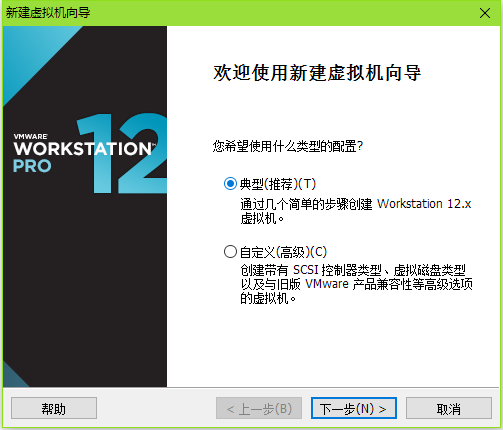 新建虚拟机向导
VMWARE
WORKSTATION™
PRO
12
欢迎使用新建虚拟机向导
您希望使用什么类型的配置?
典型(推荐)(T)
通过几个简单的步骤创建 Workstation 12.x
虚拟机。
自定义(高级)(C)
创建带有 SCSI 控制器类型、虚拟磁盘类型
以及与旧版 VMware 产品兼容性等高级选项
的虚拟机。
帮助
< 上一步(B)
下一步(N) >
取消